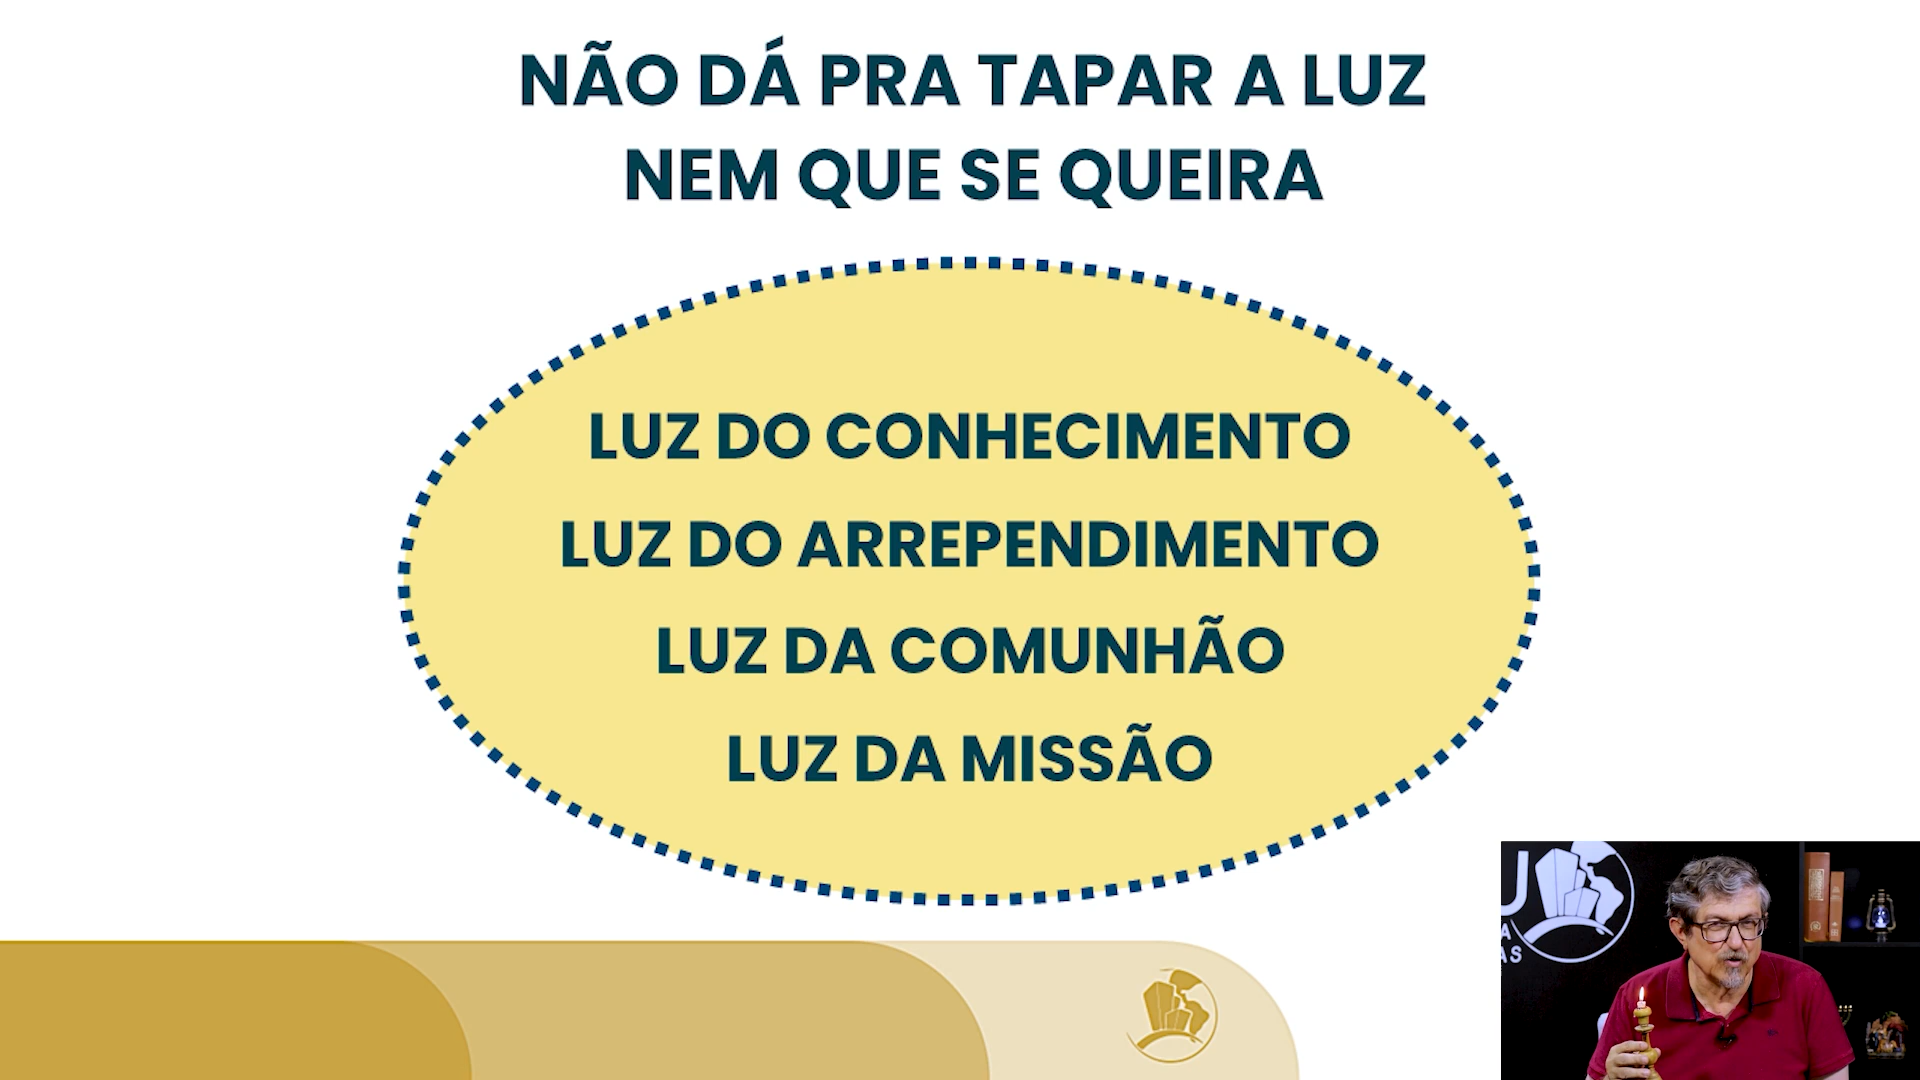 NÃO DÁ PRA TAPAR A LUZ
NEM QUE SE QUEIRA
LUZ DO CONHECIMENTO
LUZ DO ARREPENDIMENTO
LUZ DA COMUNHÃO
LUZ DA MISSÃO